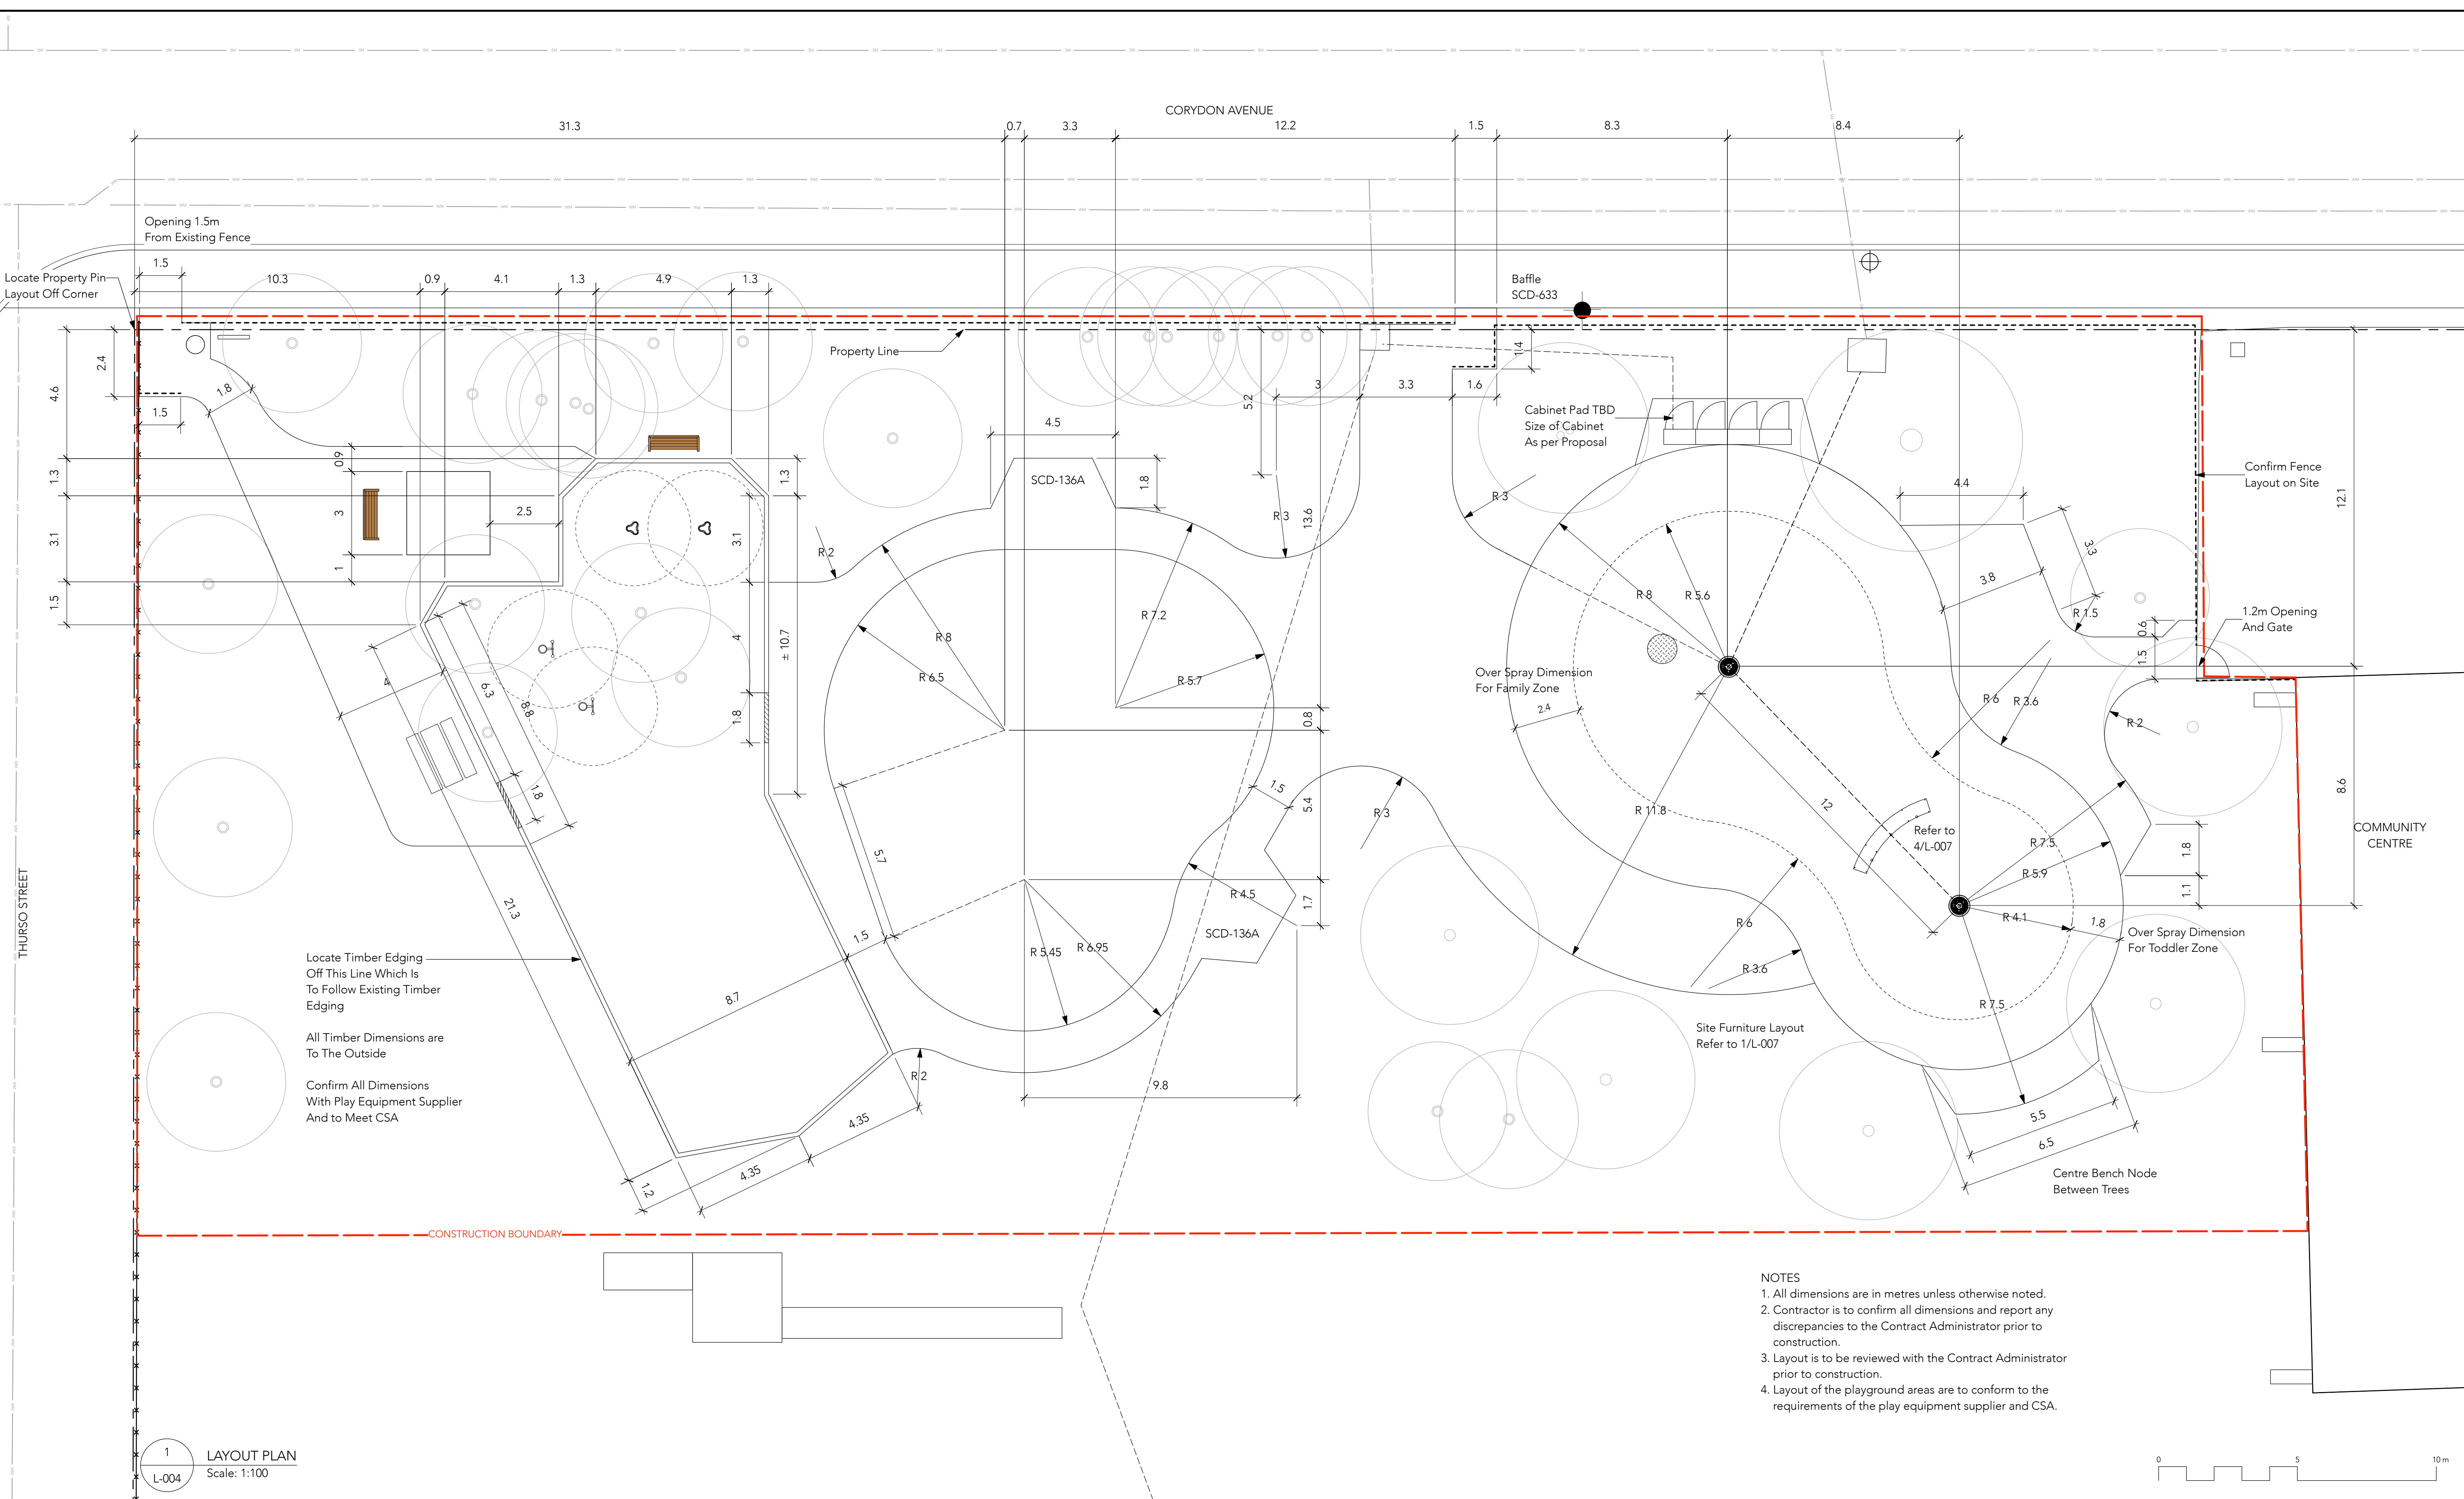 CORYDON AVENUE
31.3
0.7
3.3
12.2
1.5
8.3
8.4
Opening 1.5m
From Existing Fence
Locate Property Pin
Layout Off Corner
1.5
10.3
0.9
4.1
1.3
4.9
1.3
Baffle
SCD-633
Property Line
2.4
4.6
1.8
1.5
1.3
3.1
1.5
0.9
3
1
2.5
1.3
3.1
4
1.8
± 10.7
4.5
SCD-136A
1.8
5.2
3
3.3
1.6
1.4
13.6
R 3
R 3
R 2
R 8
R 6.5
R 7.2
R 5.7
0.8
5.4
1.7
Cabinet Pad TBD
Size of Cabinet
As per Proposal
4.4
3.3
3.8
R 1.5
0.6
1.5
Confirm Fence
Layout on Site
12.1
1.2m Opening
And Gate
R 8
R 5.6
Over Spray Dimension
For Family Zone
2.4
R 6
R 3.6
R 2
R 11.8
12
Refer to
4/L-007
R 7.5
R 5.9
1.8
1.1
8.6
COMMUNITY
CENTRE
R 4.1
1.8
Over Spray Dimension
For Toddler Zone
R 6
R 3.6
R 7.5
4
6.3
8.8
1.8
21.3
5.7
1.5
R 3
1.5
R 4.5
SCD-136A
R 5.45
R 6.95
8.7
9.8
R 2
4.35
4.35
1.2
THURSO STREET
Locate Timber Edging
Off This Line Which Is
To Follow Existing Timber
Edging
All Timber Dimensions are
To The Outside
Confirm All Dimensions
With Play Equipment Supplier
And to Meet CSA
Site Furniture Layout
Refer to 1/L-007
5.5
6.5
Centre Bench Node
Between Trees
CONSTRUCTION BOUNDARY
NOTES
1. All dimensions are in metres unless otherwise noted.
2. Contractor is to confirm all dimensions and report any
discrepancies to the Contract Administrator prior to
construction.
3. Layout is to be reviewed with the Contract Administrator
prior to construction.
4. Layout of the playground areas are to conform to the
requirements of the play equipment supplier and CSA.
1
L-004
LAYOUT PLAN
Scale: 1:100
0
5
10 m